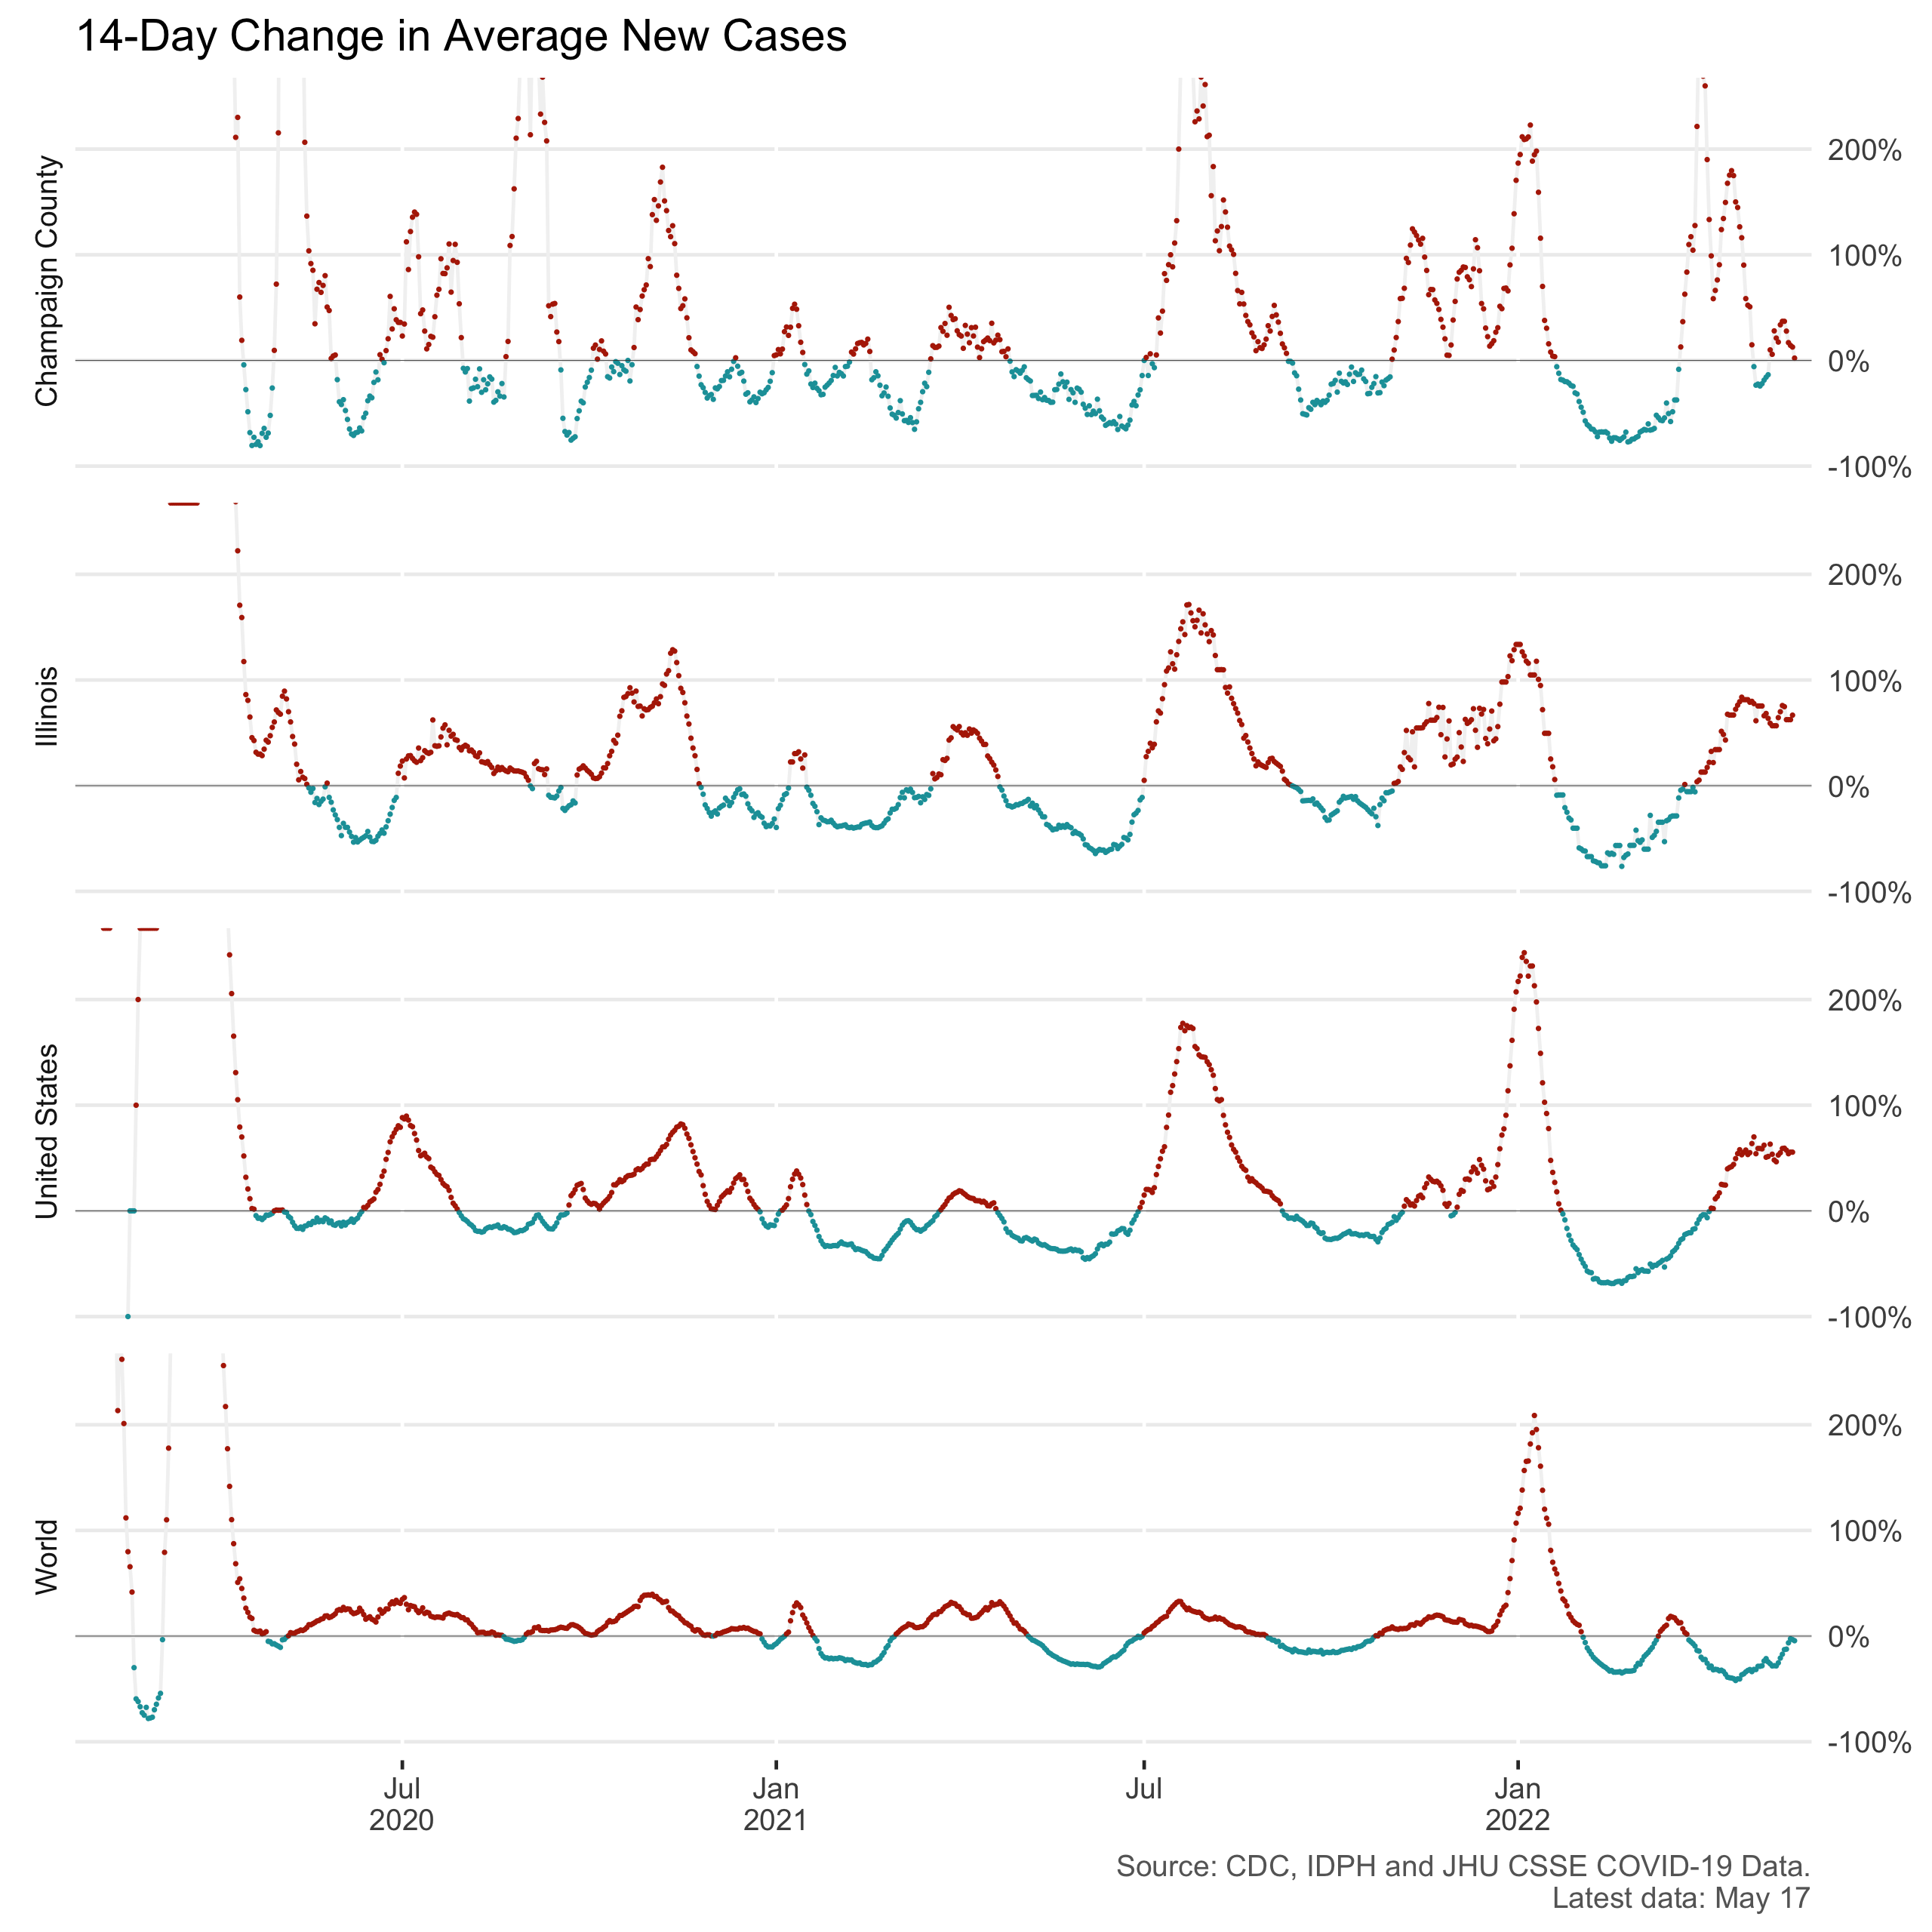 14-Day Change in Average New Cases
Champaign County
200%
100%
0%
-100%
Illinois
200%
100%
0%
-100%
United States
200%
100%
0%
-100%
World
200%
100%
0%
-100%
Jul
2020
Jan
2021
Jul
Jan
2022
Source: CDC, IDPH and JHU CSSE COVID-19 Data.
Latest data: May 17